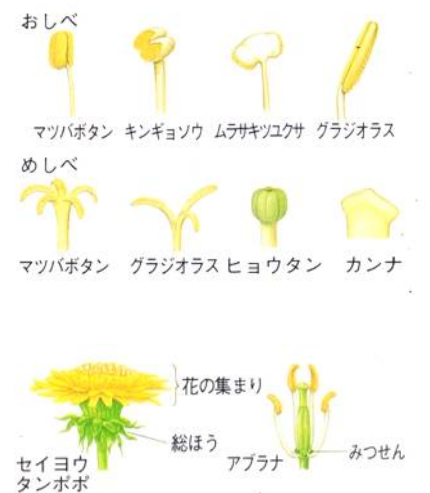 おしべ
マツバボタン キンギョソウ ムラサキツユクサ グラジオラス
めしべ
マツバボタン グラジオラス ヒョウタン カンナ
花の集まり
総ほう
セイヨウ
タンポポ
アブラナ
みつせん